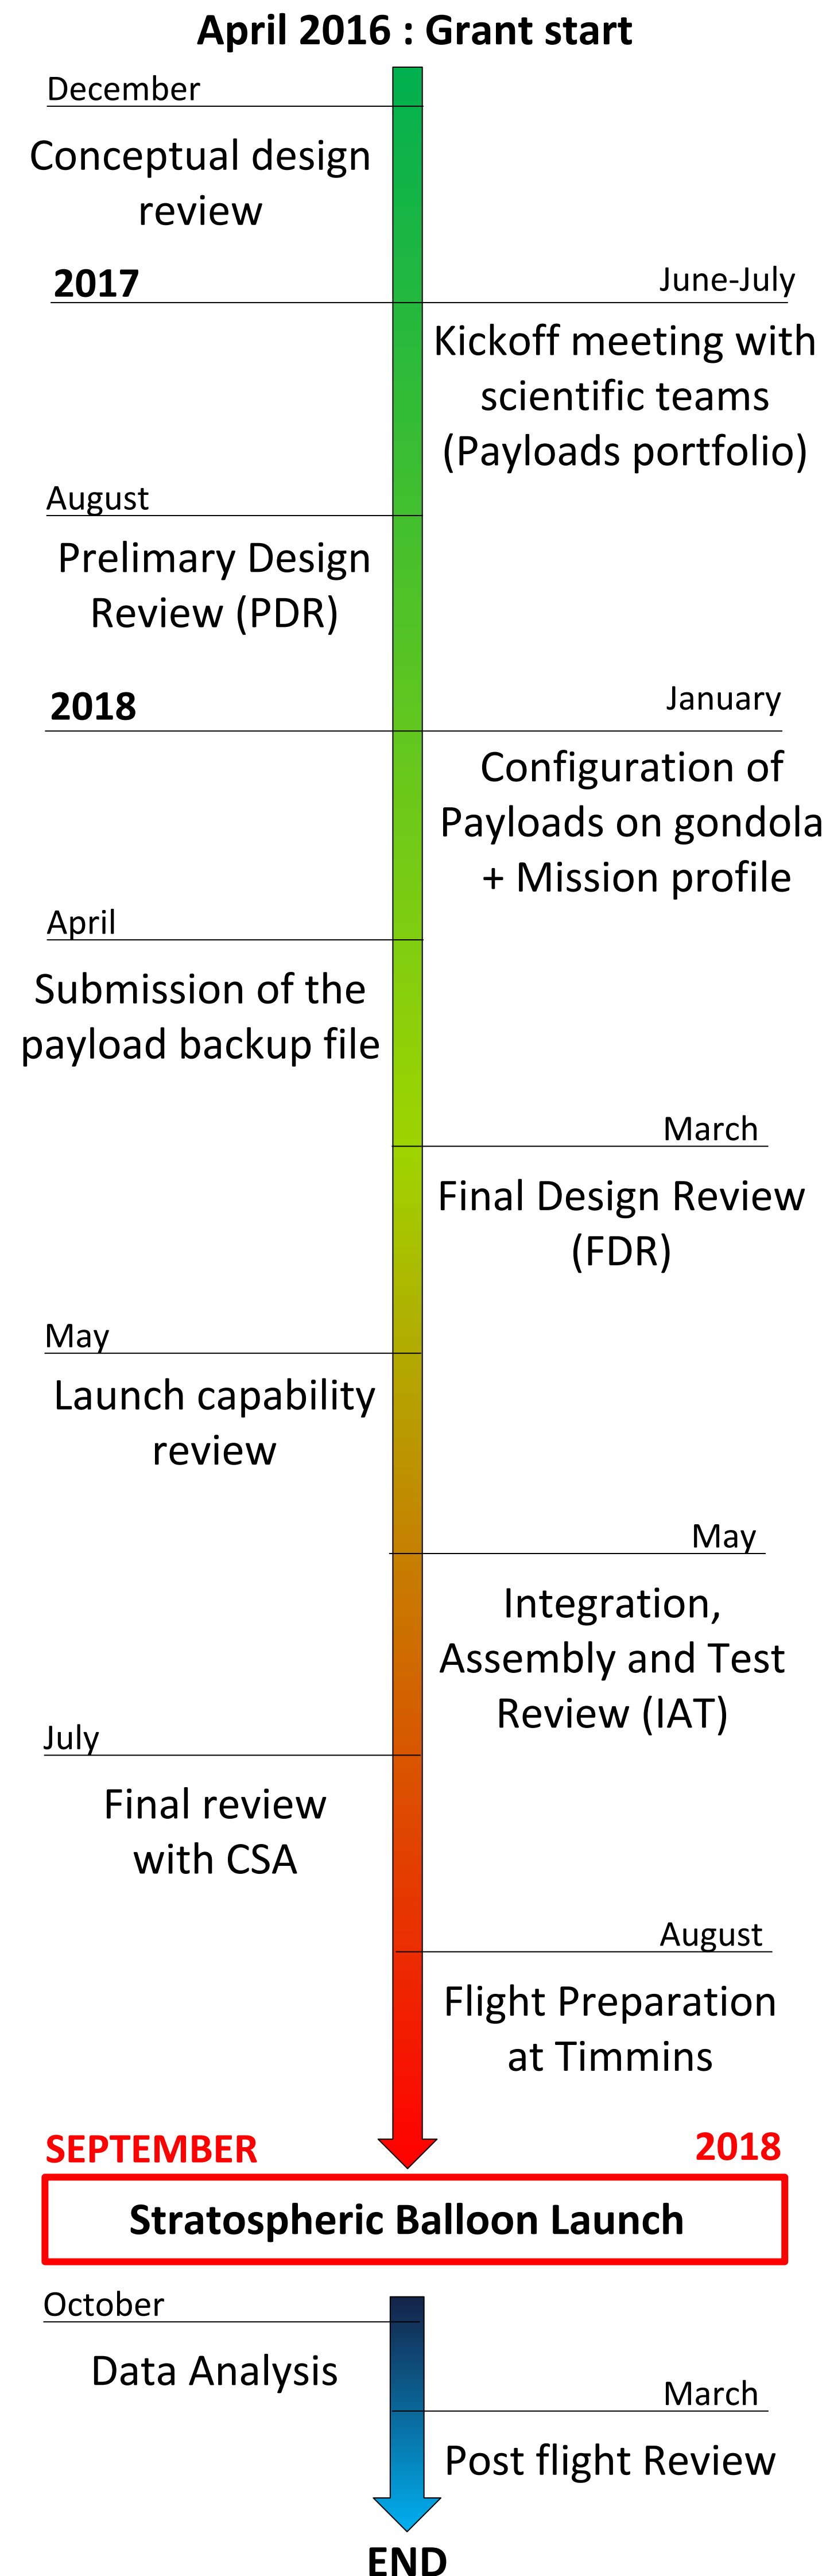 April 2016 : Grant start
December
Conceptual design
review
2017
June-July
Kickoff meeting with
scientific teams
(Payloads portfolio)
August
Prelimary Design
Review (PDR)
2018
January
Configuration of
Payloads on gondola
+ Mission profile
April
Submission of the
payload backup file
March
Final Design Review
(FDR)
May
Launch capability
review
May
Integration,
Assembly and Test
Review (IAT)
July
Final review
with CSA
August
Flight Preparation
at Timmins
SEPTEMBER
2018
Stratospheric Balloon Launch
October
Data Analysis
March
Post flight Review
END